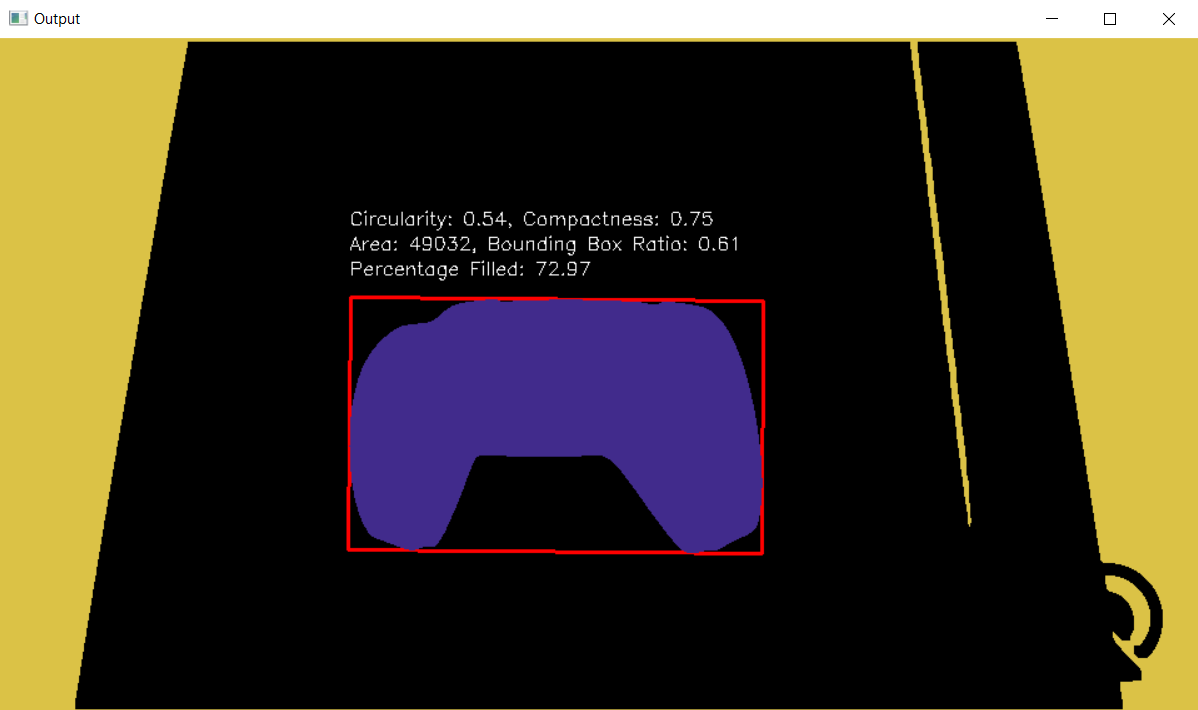 Output
Circularity: 0.54, Compactness: 0.75
Area: 49032, Bounding Box Ratio: 0.61
Percentage Filled: 72.97